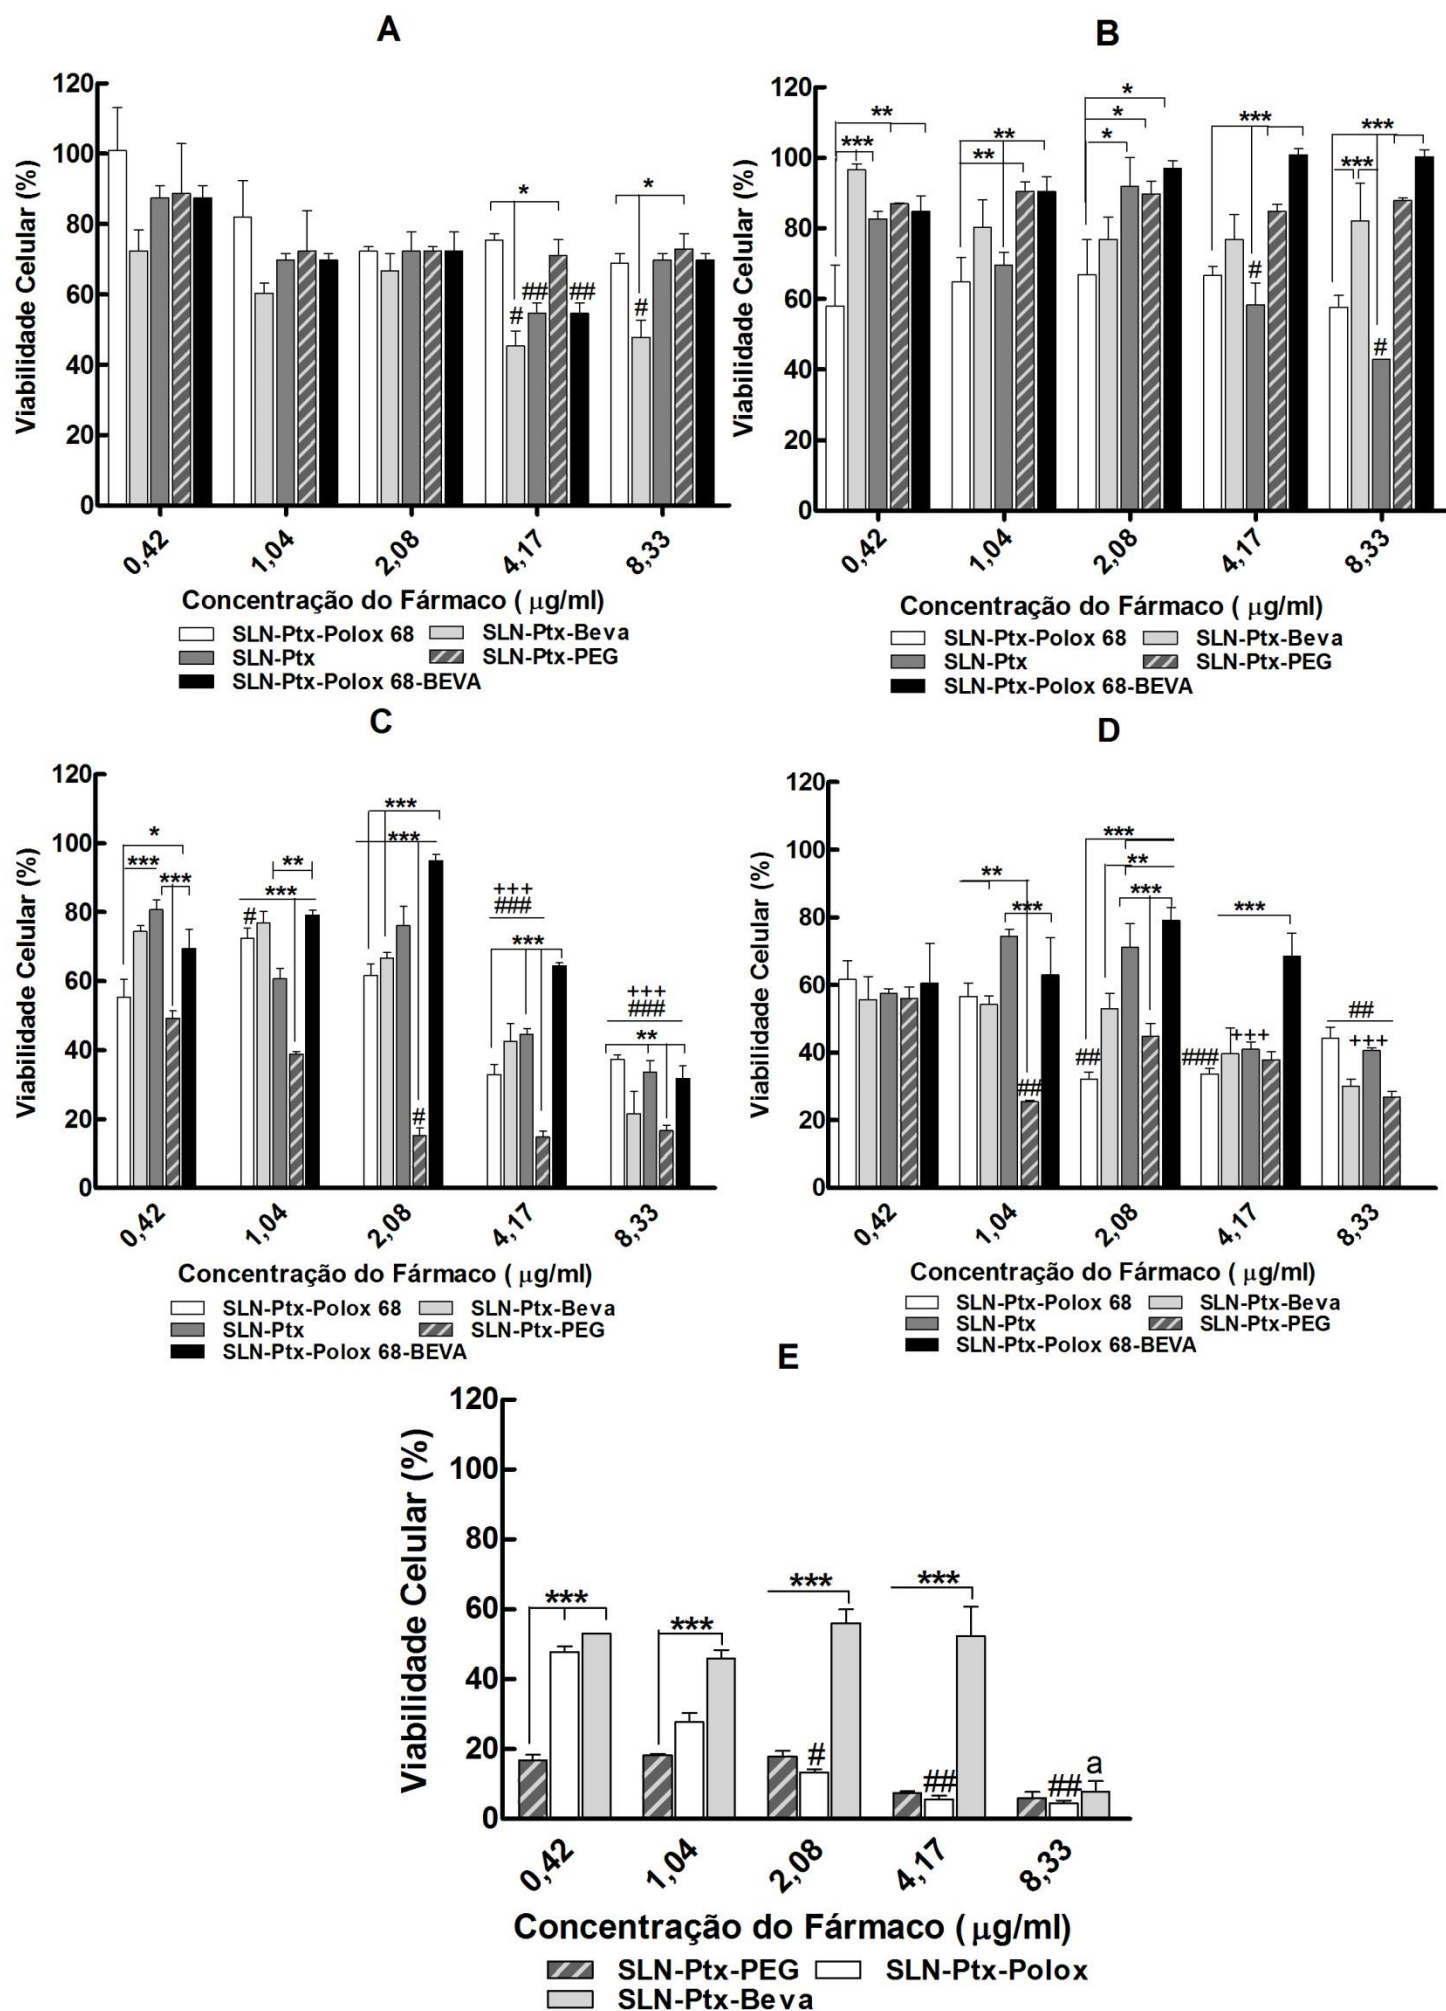 A
Viabilidade Celular (%)
120
100
80
60
40
20
0
*
*
#
##
##
#
0,42
1,04
2,08
4,17
8,33
Concentração do Fármaco ( μg/ml)
SLN-Ptx-Polox 68
SLN-Ptx-Beva
SLN-Ptx
SLN-Ptx-PEG
SLN-Ptx-Polox 68-BEVA
B
Viabilidade Celular (%)
120
100
80
60
40
20
0
**
***
**
**
*
*
*
***
#
***
***
#
0,42
1,04
2,08
4,17
8,33
Concentração do Fármaco ( μg/ml)
SLN-Ptx-Polox 68
SLN-Ptx-Beva
SLN-Ptx
SLN-Ptx-PEG
SLN-Ptx-Polox 68-BEVA
C
Viabilidade Celular (%)
120
100
80
60
40
20
0
*
***
***
**
***
#
***
***
#
+++
###
***
+++
###
**
0,42
1,04
2,08
4,17
8,33
Concentração do Fármaco ( μg/ml)
SLN-Ptx-Polox 68
SLN-Ptx-Beva
SLN-Ptx
SLN-Ptx-PEG
SLN-Ptx-Polox 68-BEVA
D
Viabilidade Celular (%)
120
100
80
60
40
20
0
**
***
##
***
**
***
##
***
###
+++
##
+++
0,42
1,04
2,08
4,17
8,33
Concentração do Fármaco ( μg/ml)
SLN-Ptx-Polox 68
SLN-Ptx-Beva
SLN-Ptx
SLN-Ptx-PEG
SLN-Ptx-Polox 68-BEVA
E
Viabilidade Celular (%)
120
100
80
60
40
20
0
***
***
***
#
***
##
##
a
0,42
1,04
2,08
4,17
8,33
Concentração do Fármaco ( μg/ml)
SLN-Ptx-PEG
SLN-Ptx-Polox
SLN-Ptx-Beva